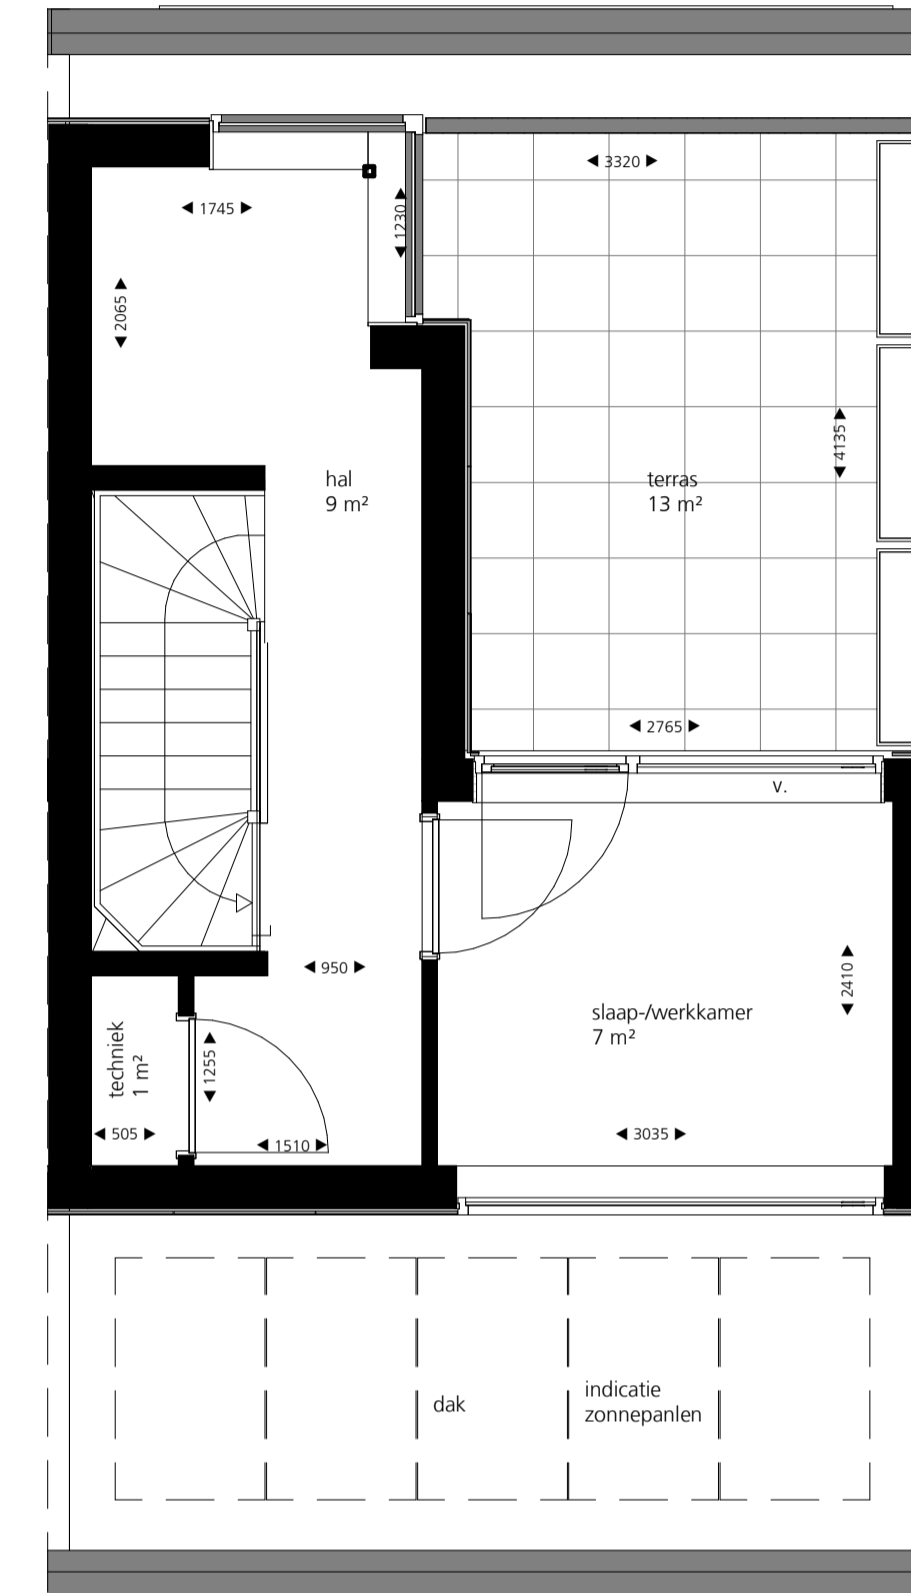 3320
1745
1230
2065
4135
hal
9 m²
terras
13 m²
2765
v.
950
2410
slaap-/werkkamer
7 m²
techniek
1 m²
1255
505
1510
3035
dak
indicatie
zonnepanlen